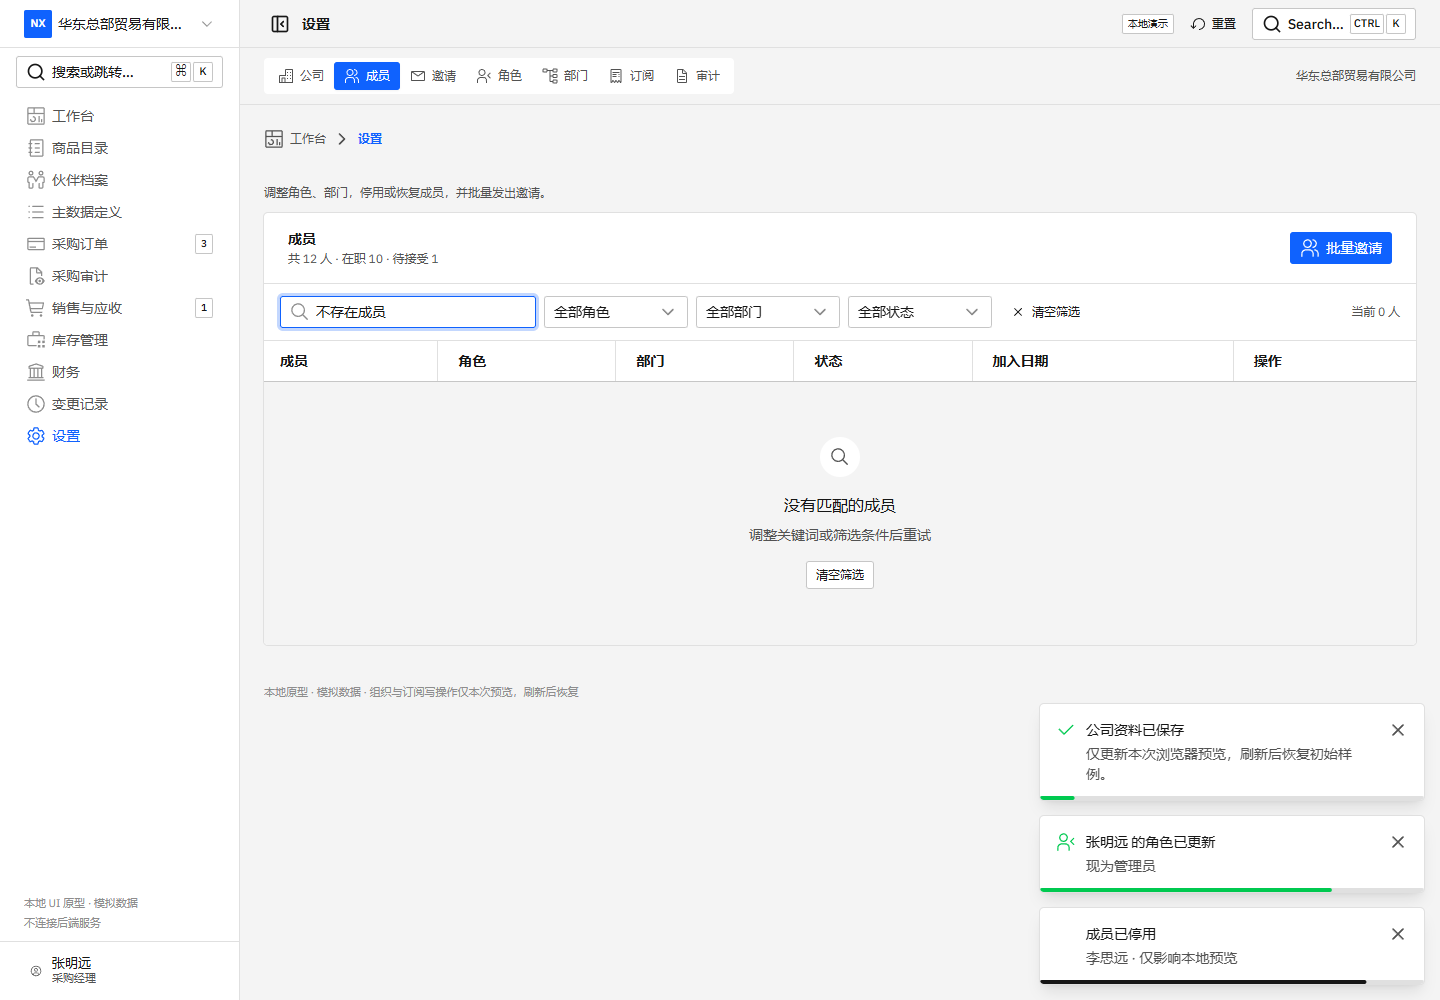 NX 华东总部贸易有限...
设置
本地演示
重置
Search... CTRL K
搜索或跳转... ⌘ K
工作台
商品目录
伙伴档案
主数据定义
采购订单 3
采购审计
销售与应收 1
库存管理
财务
变更记录
设置
本地 UI 原型 · 模拟数据
不连接后端服务
张明远
采购经理
公司 成员 邀请 角色 部门 订阅 审计
华东总部贸易有限公司
工作台 设置
调整角色、部门，停用或恢复成员，并批量发出邀请。
成员
共 12 人 · 在职 10 · 待接受 1
批量邀请
不存在成员 全部角色 全部部门 全部状态 清空筛选 当前 0 人
成员 角色 部门 状态 加入日期 操作
没有匹配的成员
调整关键词或筛选条件后重试
清空筛选
本地原型 · 模拟数据 · 组织与订阅写操作仅本次预览，刷新后恢复
公司资料已保存
仅更新本次浏览器预览，刷新后恢复初始样
例。
张明远 的角色已更新
现为管理员
成员已停用
李思远 · 仅影响本地预览